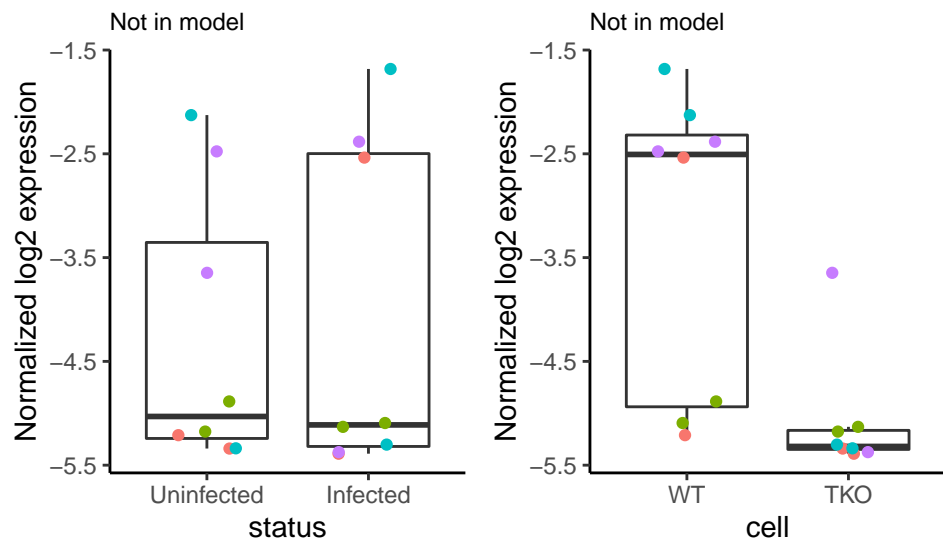 Not in model
Normalized log2 expression
−1.5
−2.5
−3.5
−4.5
−5.5
Uninfected
Infected
status
Not in model
Normalized log2 expression
−1.5
−2.5
−3.5
−4.5
−5.5
WT
TKO
cell